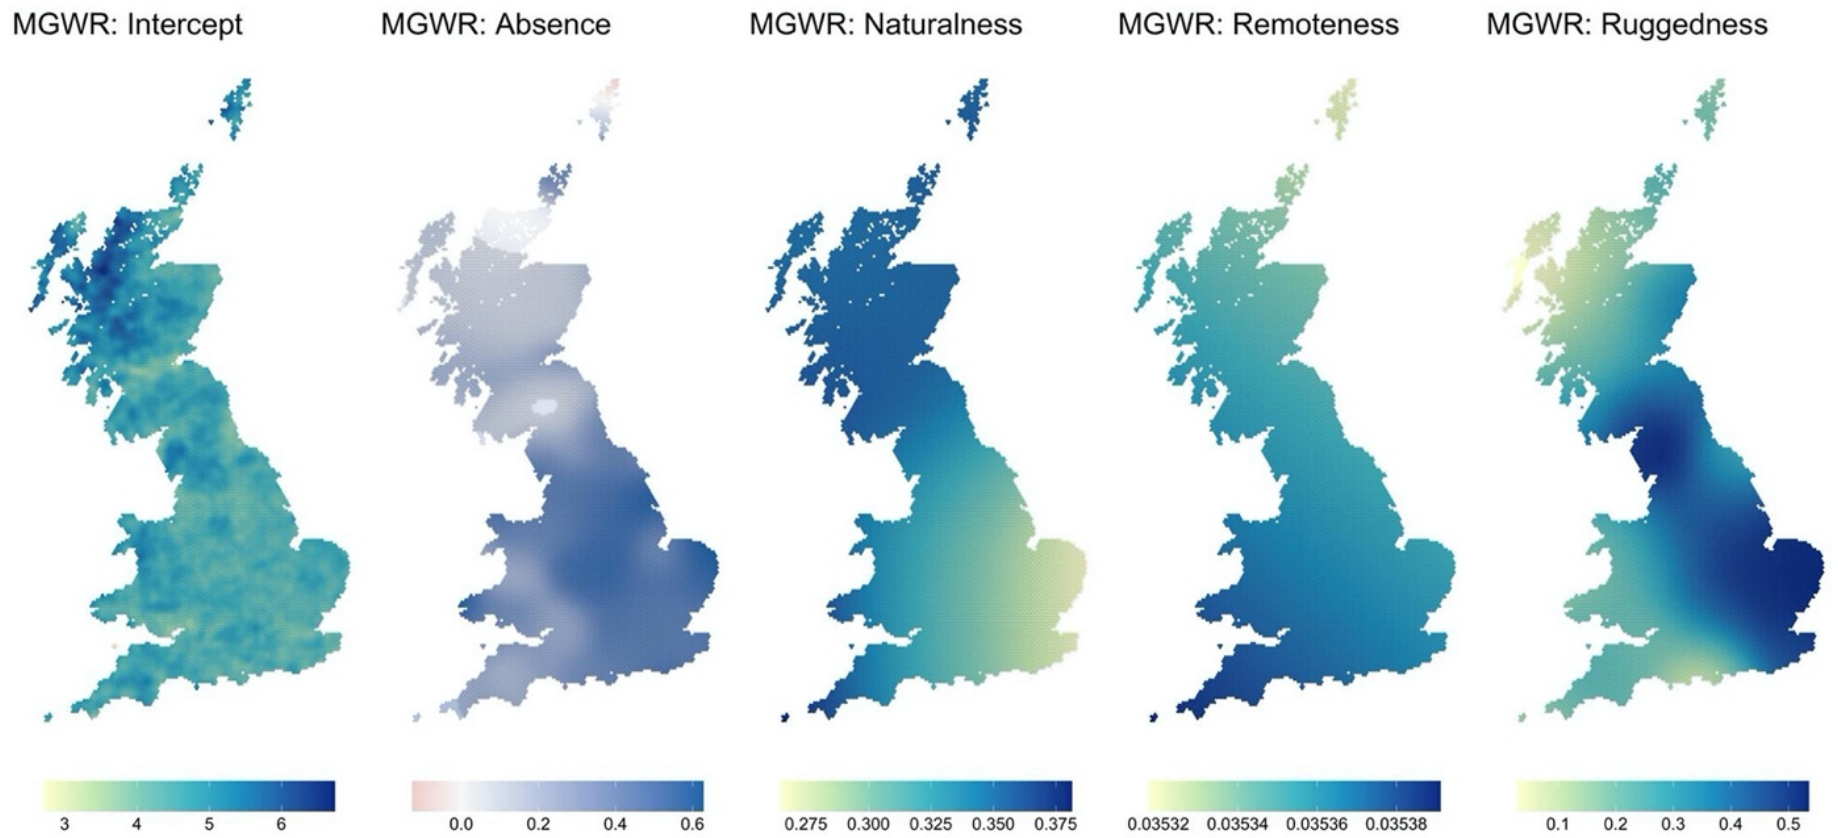 MGWR: Intercept
MGWR: Absence
MGWR: Naturalness
MGWR: Remoteness
MGWR: Ruggedness
3 4 5 6
0.0 0.2 0.4 0.6
0.275 0.300 0.325 0.350 0.375
0.03532 0.03534 0.03536 0.03538
0.1 0.2 0.3 0.4 0.5